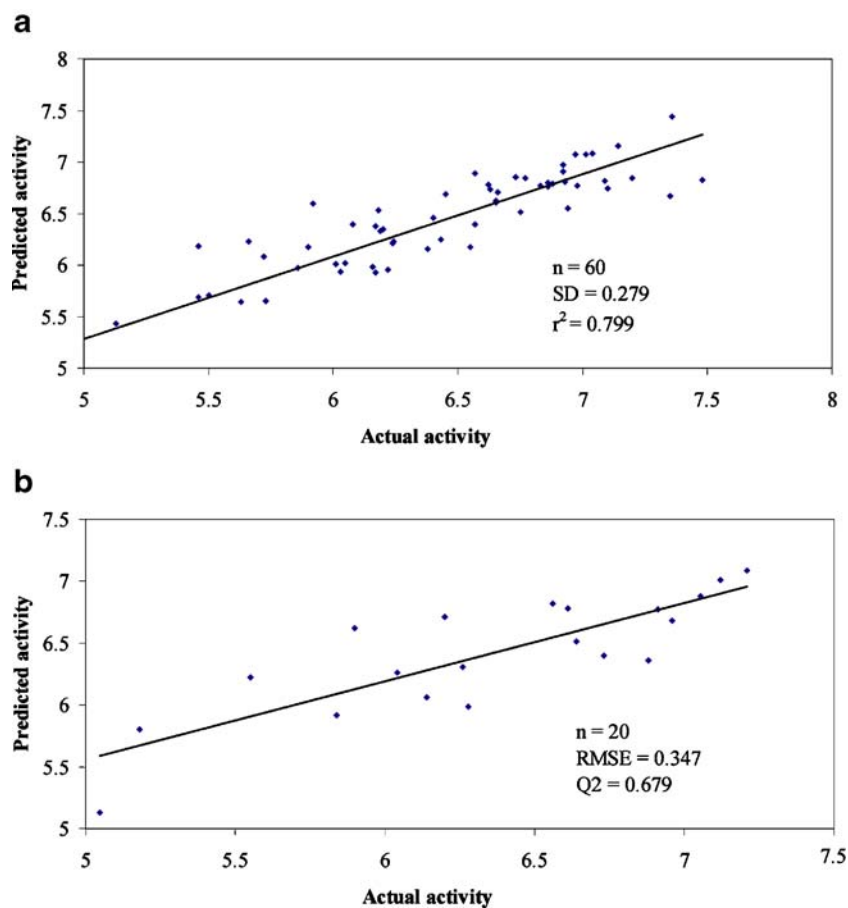 a
8
7.5
7
6.5
6
5.5
5
Predicted activity
n = 60
SD = 0.279
r² = 0.799
5
5.5
6
6.5
7
7.5
8
Actual activity
b
7.5
7
6.5
6
5.5
5
Predicted activity
n = 20
RMSE = 0.347
Q2 = 0.679
5
5.5
6
6.5
7
7.5
Actual activity